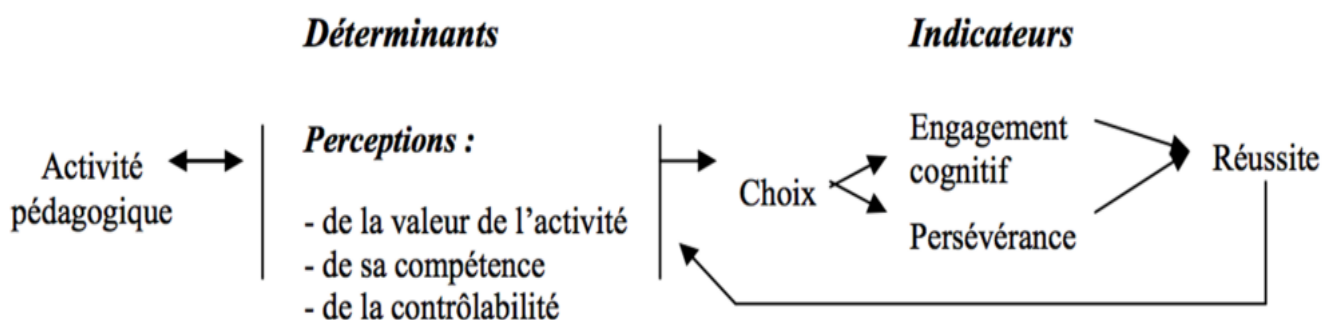 Déterminants
Indicateurs
Activité
pédagogique
Perceptions :
- de la valeur de l’activité
- de sa compétence
- de la contrôlabilité
Choix
Engagement
cognitif
Persévérance
Réussite